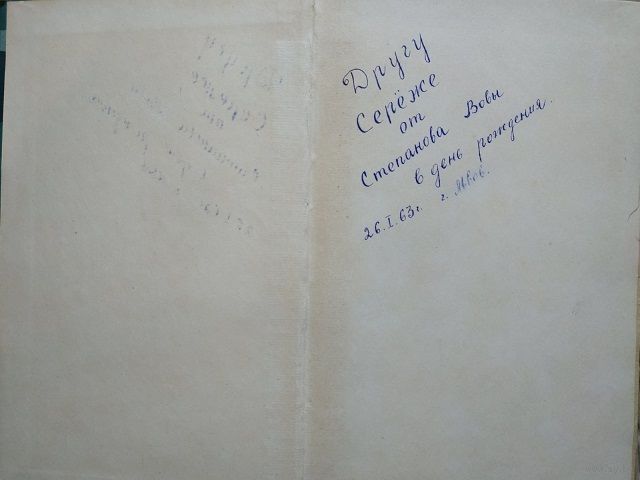 Другу
Серёже
от
Степанова Вовы
в день рождения.
26.I.63г. г. Львов.